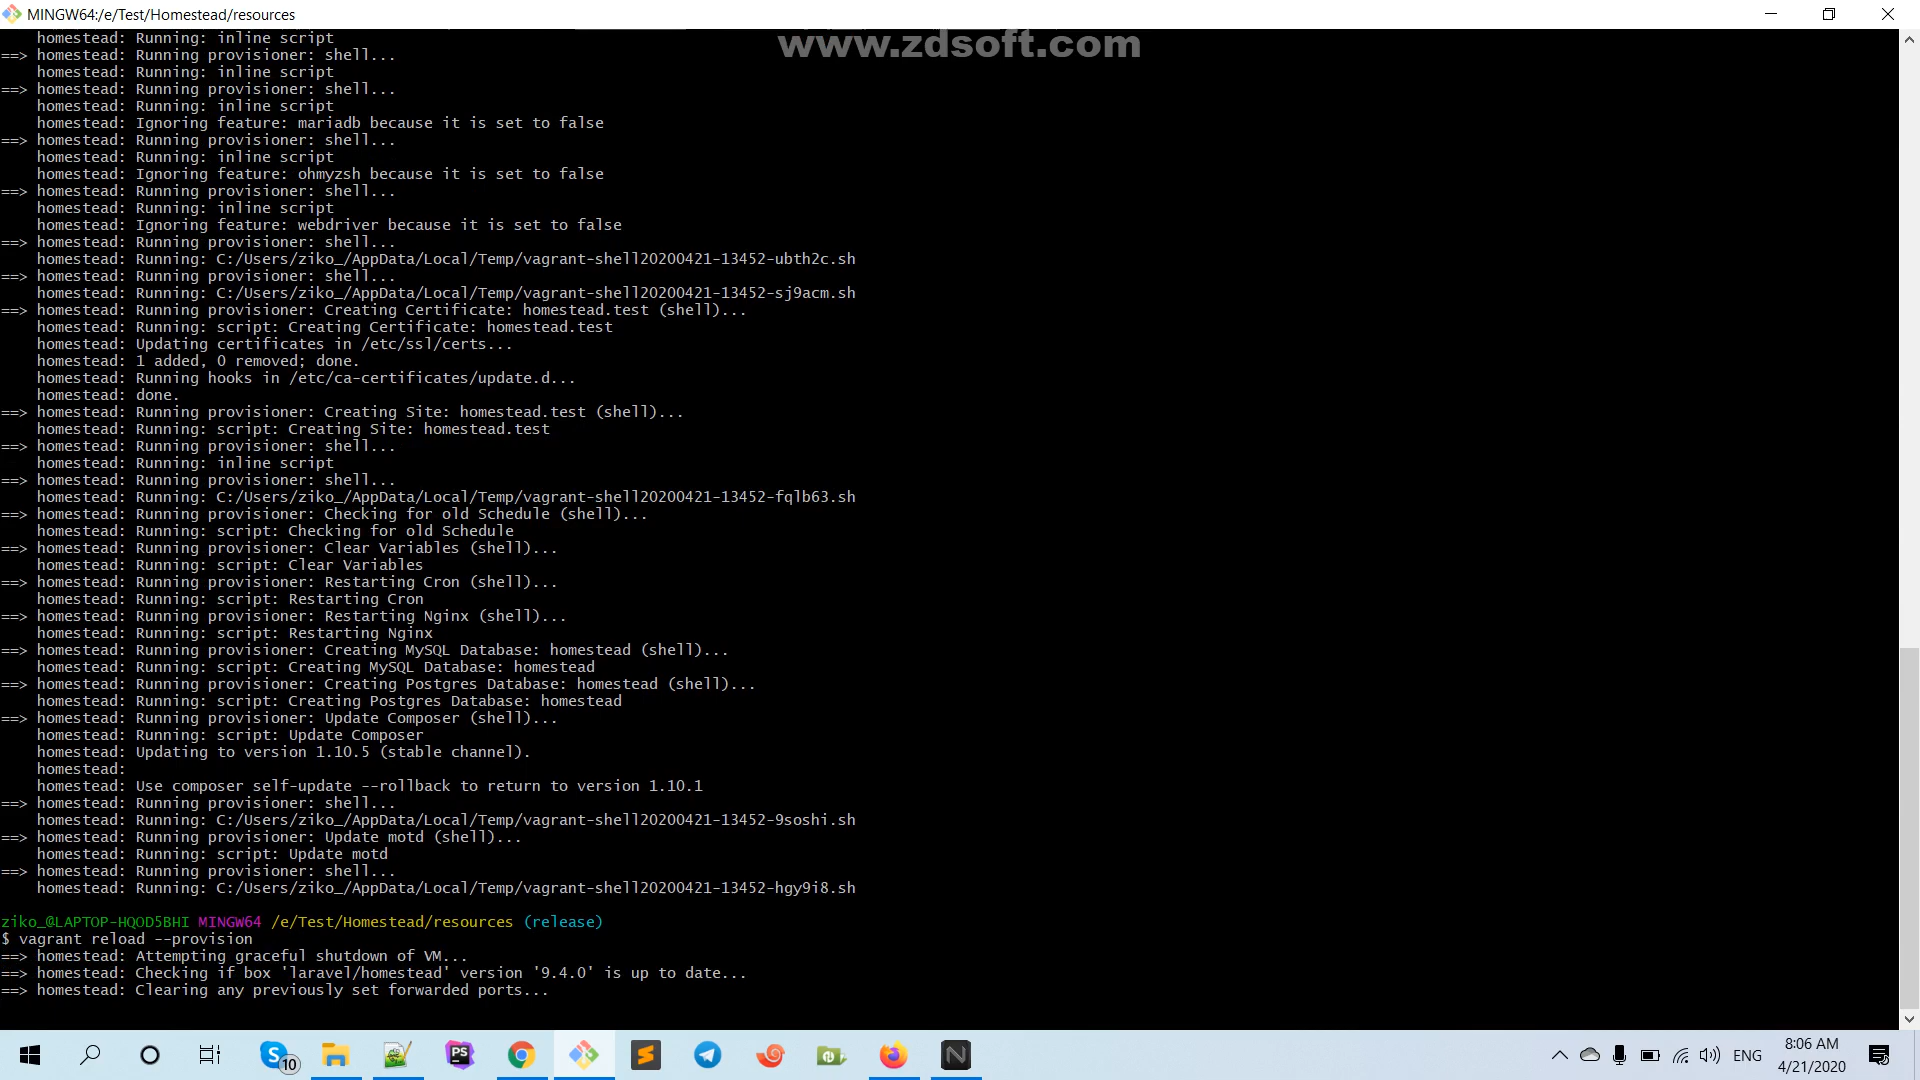 MINGW64:/e/Test/Homestead/resources
www.zdsoft.com
    homestead: Running: inline script
==> homestead: Running provisioner: shell...
    homestead: Running: inline script
==> homestead: Running provisioner: shell...
    homestead: Running: inline script
    homestead: Ignoring feature: mariadb because it is set to false
==> homestead: Running provisioner: shell...
    homestead: Running: inline script
    homestead: Ignoring feature: ohmyzsh because it is set to false
==> homestead: Running provisioner: shell...
    homestead: Running: inline script
    homestead: Ignoring feature: webdriver because it is set to false
==> homestead: Running provisioner: shell...
    homestead: Running: C:/Users/ziko_/AppData/Local/Temp/vagrant-shell20200421-13452-ubth2c.sh
==> homestead: Running provisioner: shell...
    homestead: Running: C:/Users/ziko_/AppData/Local/Temp/vagrant-shell20200421-13452-sj9acm.sh
==> homestead: Running provisioner: Creating Certificate: homestead.test (shell)...
    homestead: Running: script: Creating Certificate: homestead.test
    homestead: Updating certificates in /etc/ssl/certs...
    homestead: 1 added, 0 removed; done.
    homestead: Running hooks in /etc/ca-certificates/update.d...
    homestead: done.
==> homestead: Running provisioner: Creating Site: homestead.test (shell)...
    homestead: Running: script: Creating Site: homestead.test
==> homestead: Running provisioner: shell...
    homestead: Running: inline script
==> homestead: Running provisioner: shell...
    homestead: Running: C:/Users/ziko_/AppData/Local/Temp/vagrant-shell20200421-13452-fqlb63.sh
==> homestead: Running provisioner: Checking for old Schedule (shell)...
    homestead: Running: script: Checking for old Schedule
==> homestead: Running provisioner: Clear Variables (shell)...
    homestead: Running: script: Clear Variables
==> homestead: Running provisioner: Restarting Cron (shell)...
    homestead: Running: script: Restarting Cron
==> homestead: Running provisioner: Restarting Nginx (shell)...
    homestead: Running: script: Restarting Nginx
==> homestead: Running provisioner: Creating MySQL Database: homestead (shell)...
    homestead: Running: script: Creating MySQL Database: homestead
==> homestead: Running provisioner: Creating Postgres Database: homestead (shell)...
    homestead: Running: script: Creating Postgres Database: homestead
==> homestead: Running provisioner: Update Composer (shell)...
    homestead: Running: script: Update Composer
    homestead: Updating to version 1.10.5 (stable channel).
    homestead:
    homestead: Use composer self-update --rollback to return to version 1.10.1
==> homestead: Running provisioner: shell...
    homestead: Running: C:/Users/ziko_/AppData/Local/Temp/vagrant-shell20200421-13452-9soshi.sh
==> homestead: Running provisioner: Update motd (shell)...
    homestead: Running: script: Update motd
==> homestead: Running provisioner: shell...
    homestead: Running: C:/Users/ziko_/AppData/Local/Temp/vagrant-shell20200421-13452-hgy9i8.sh
ziko_@LAPTOP-HQOD5BHI MINGW64 /e/Test/Homestead/resources (release)
$ vagrant reload --provision
==> homestead: Attempting graceful shutdown of VM...
==> homestead: Checking if box 'laravel/homestead' version '9.4.0' is up to date...
==> homestead: Clearing any previously set forwarded ports...
10
PS
ENG
8:06 AM
4/21/2020